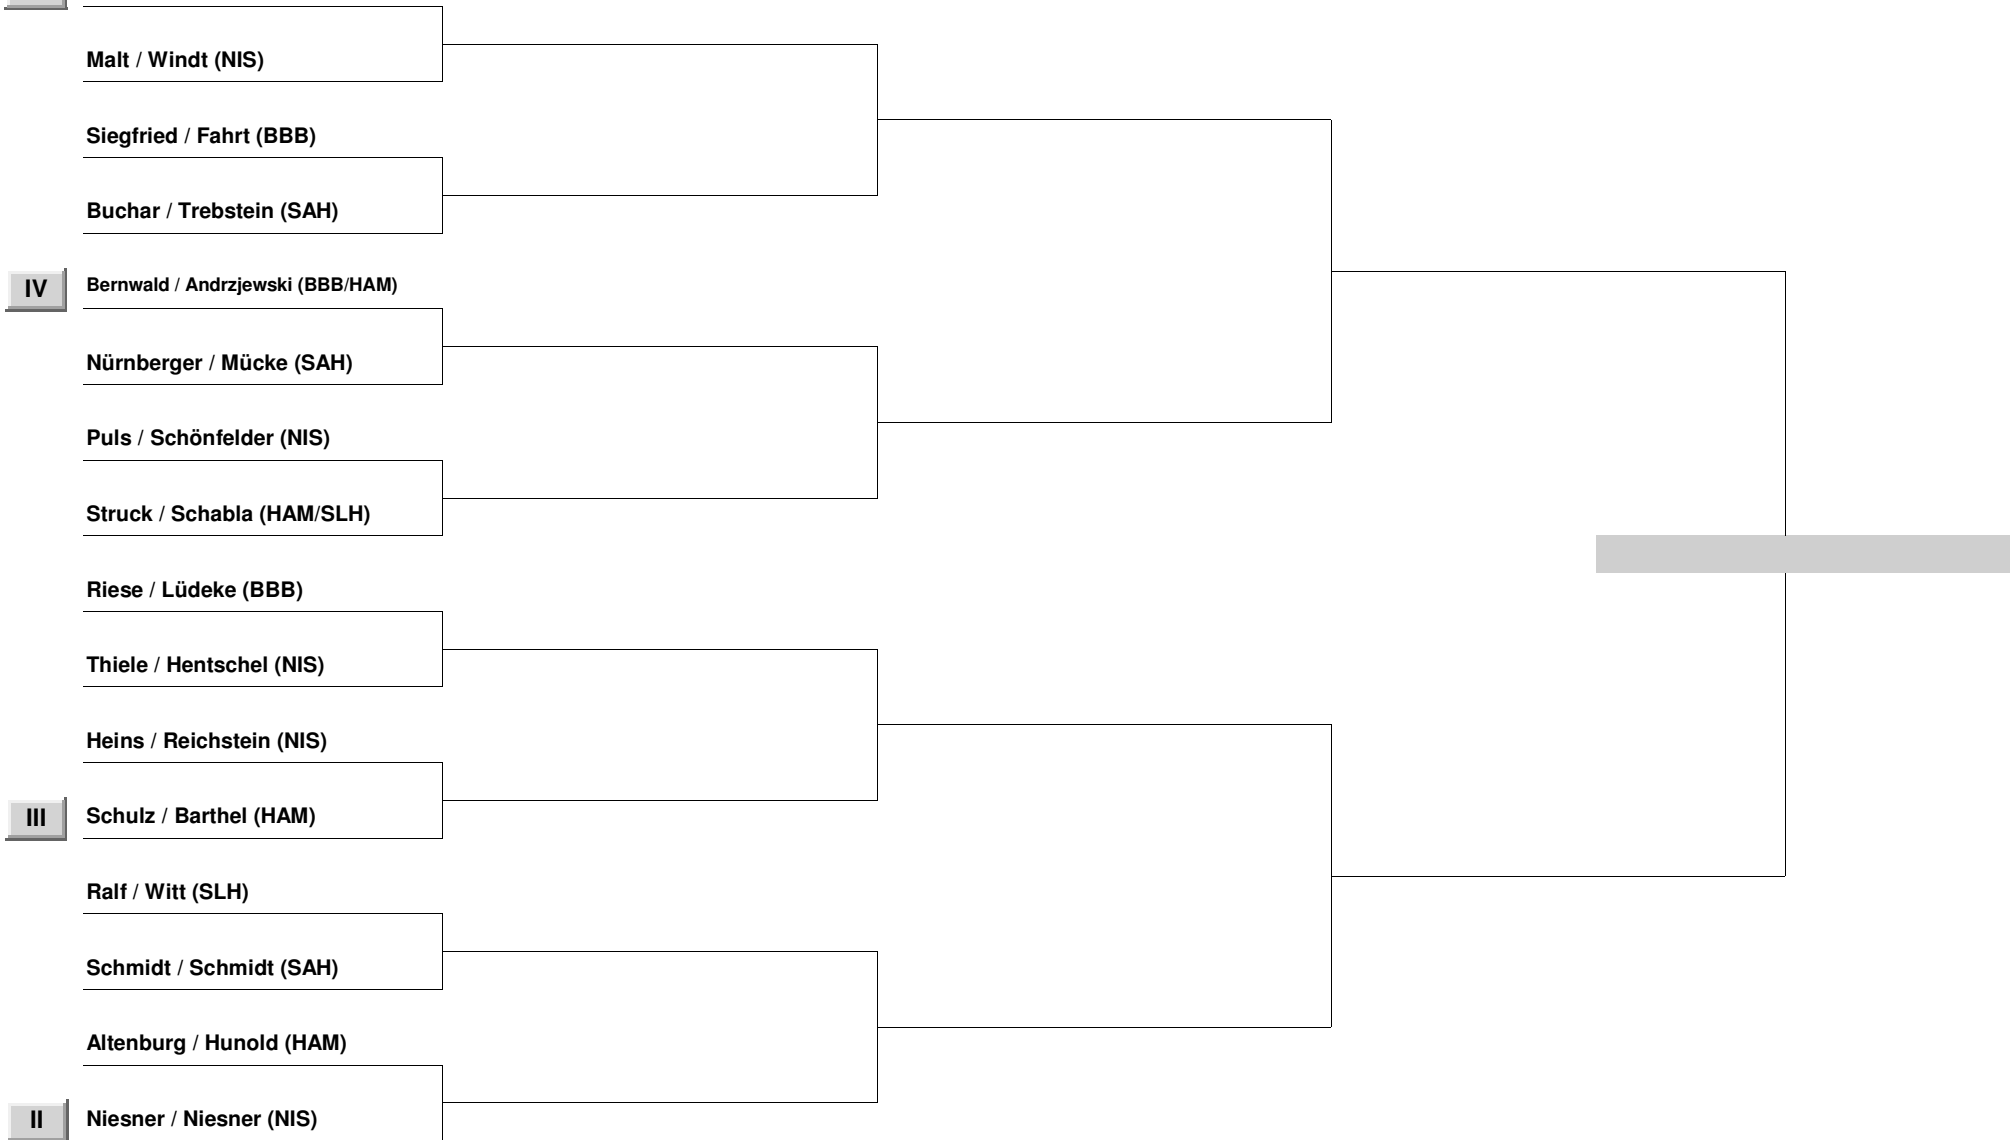 Malt / Windt (NIS)
Siegfried / Fahrt (BBB)
Buchar / Trebstein (SAH)
IV Bernwald / Andrzjewski (BBB/HAM)
Nürnberger / Mücke (SAH)
Puls / Schönfelder (NIS)
Struck / Schabla (HAM/SLH)
Riese / Lüdeke (BBB)
Thiele / Hentschel (NIS)
Heins / Reichstein (NIS)
III Schulz / Barthel (HAM)
Ralf / Witt (SLH)
Schmidt / Schmidt (SAH)
Altenburg / Hunold (HAM)
II Niesner / Niesner (NIS)